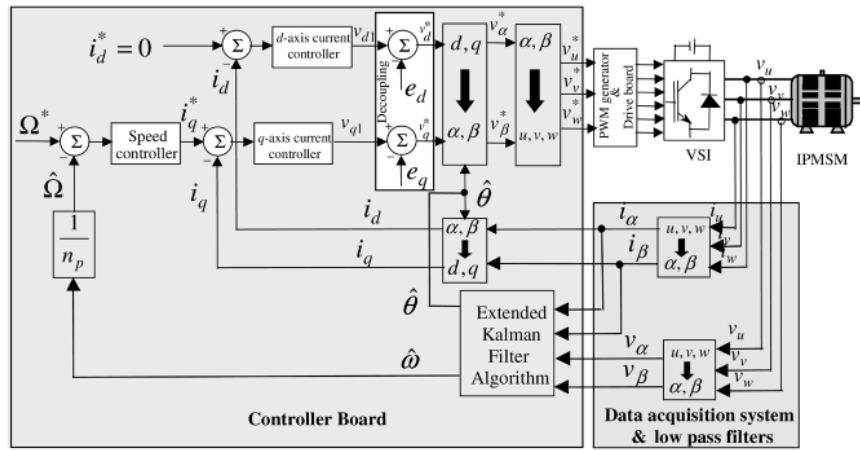 i*d = 0
+
−
Σ
d-axis current
controller
vd1
+
−
Σ
v*d
ed
Decoupling
d, q
α, β
v*α
v*β
α, β
u, v, w
v*u
v*v
v*w
PWM generator
&
Drive board
VSI
vu
vv
vw
IPMSM
Ω*
+
−
Σ
Speed
controller
i*q
+
−
Σ
q-axis current
controller
vq1
+
−
Σ
v*q
eq
id
iq
Ω̂
1
np
id
iq
θ̂
α, β
d, q
iα
iβ
u, v, w
α, β
iu
iv
iw
θ̂
ω̂
Extended
Kalman
Filter
Algorithm
vα
vβ
u, v, w
α, β
vu
vv
vw
Controller Board
Data acquisition system
& low pass filters